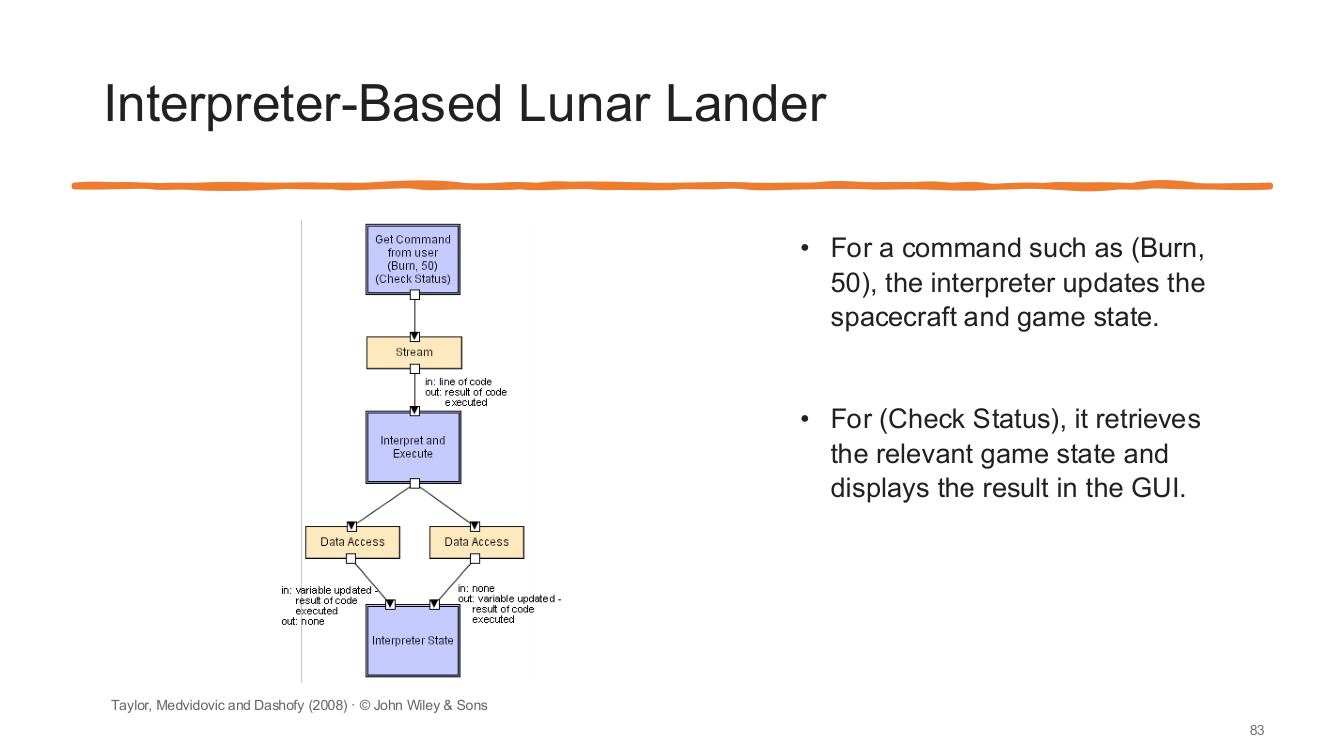 Interpreter-Based Lunar Lander
Get Command
from user
(Burn, 50)
(Check Status)
Stream
in: line of code
out: result of code
executed
Interpret and
Execute
Data Access
Data Access
in: variable updated -
result of code
executed
out: none
in: none
out: variable updated -
result of code
executed
Interpreter State
• For a command such as (Burn,
50), the interpreter updates the
spacecraft and game state.
• For (Check Status), it retrieves
the relevant game state and
displays the result in the GUI.
Taylor, Medvidovic and Dashofy (2008) · © John Wiley & Sons
83